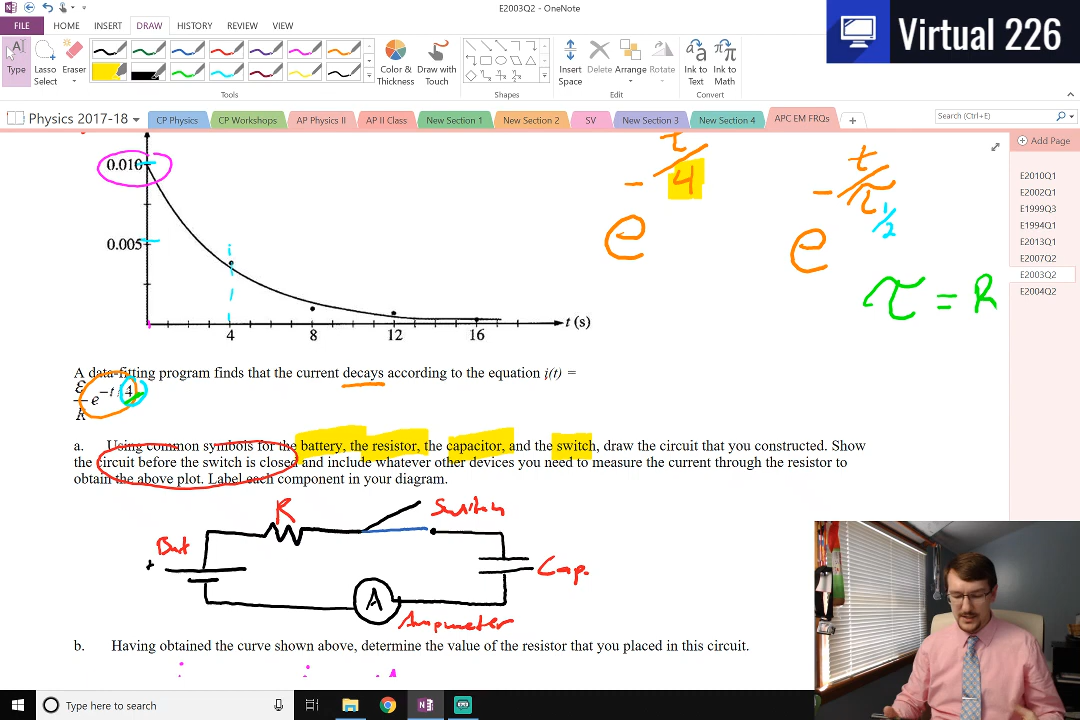 E2003Q2 - OneNote
FILE HOME INSERT DRAW HISTORY REVIEW VIEW
Virtual 226
Type
Lasso Select
Eraser
Color & Thickness
Draw with Touch
Insert Space
Delete
Arrange
Rotate
Ink to Text
Ink to Math
Tools
Shapes
Edit
Convert
Physics 2017-18
CP Physics CP Workshops AP Physics II AP II Class New Section 1 New Section 2 SV New Section 3 New Section 4 APC EM FRQs
Search (Ctrl+E)
Add Page
E2010Q1
E2002Q1
E1999Q3
E1994Q1
E2013Q1
E2007Q2
E2003Q2
E2004Q2
0.010
0.005
4 8 12 16 t (s)
e -t/4
e -t/τ
1/2
τ = R
A data-fitting program finds that the current decays according to the equation i(t) =
ε/R e −t/4
a. Using common symbols for the battery, the resistor, the capacitor, and the switch, draw the circuit that you constructed. Show
the circuit before the switch is closed and include whatever other devices you need to measure the current through the resistor to
obtain the above plot. Label each component in your diagram.
R
Switch
Bat
+
Cap.
A
Ammeter
b. Having obtained the curve shown above, determine the value of the resistor that you placed in this circuit.
Type here to search